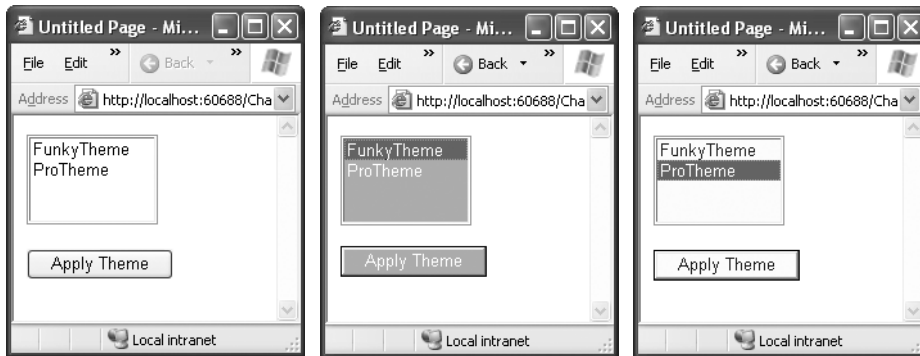 Untitled Page - Mi...
File Edit » Back »
Address http://localhost:60688/Cha
FunkyTheme
ProTheme
Apply Theme
Local intranet
Untitled Page - Mi...
File Edit » Back »
Address http://localhost:60688/Cha
FunkyTheme
ProTheme
Apply Theme
Local intranet
Untitled Page - Mi...
File Edit » Back »
Address http://localhost:60688/Cha
FunkyTheme
ProTheme
Apply Theme
Local intranet